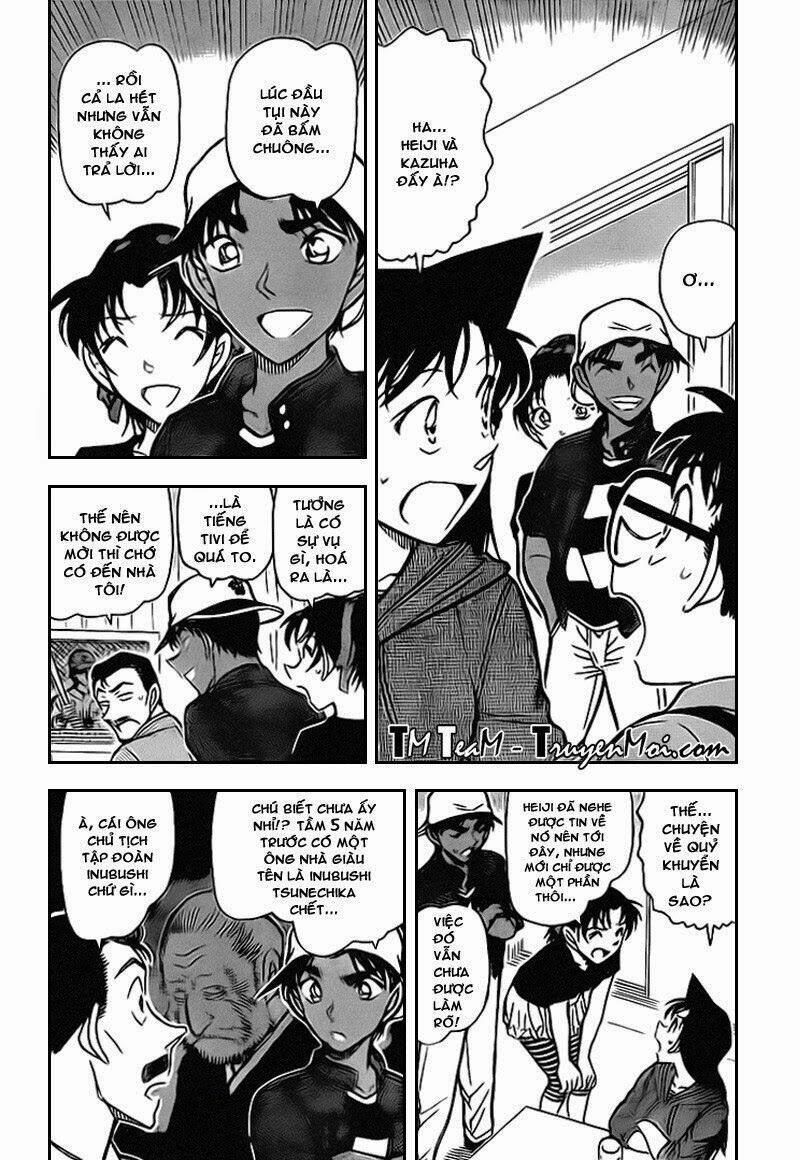 HA...
HEIJI VÀ
KAZUHA
ĐẤY À!?
Ơ...
LÚC ĐẦU
TỤI NÀY
ĐÃ BẤM
CHUÔNG...
... RỒI
CẢ LA HÉT
NHƯNG VẪN
KHÔNG
THẤY AI
TRẢ LỜI...
TƯỞNG
LÀ CÓ
SỰ VỤ
GÌ, HOÁ
RA LÀ...
...LÀ
TIẾNG
TIVI ĐỂ
QUÁ TO.
THẾ NÊN
KHÔNG ĐƯỢC
MỜI THÌ CHỚ
CÓ ĐẾN NHÀ
TÔI!
TM TEAM - TRUYENMOI.COM
THẾ...
CHUYỆN
VỀ QUỶ
KHUYỂN
LÀ
SAO?
HEIJI ĐÃ NGHE
ĐƯỢC TIN VỀ
NÓ NÊN TỚI
ĐÂY, NHƯNG
MỚI CHỈ ĐƯỢC
MỘT PHẦN
THÔI...
VIỆC
ĐÓ
VẪN
CHƯA
ĐƯỢC
LÀM
RÕ!
CHÚ BIẾT CHƯA ẤY
NHỈ!? TẦM 5 NĂM
TRƯỚC CÓ MỘT
ÔNG NHÀ GIÀU
TÊN LÀ INUBUSHI
TSUNECHIKA
CHẾT...
À, CÁI ÔNG
CHỦ TỊCH
TẬP ĐOÀN
INUBUSHI
CHỨ GÌ...